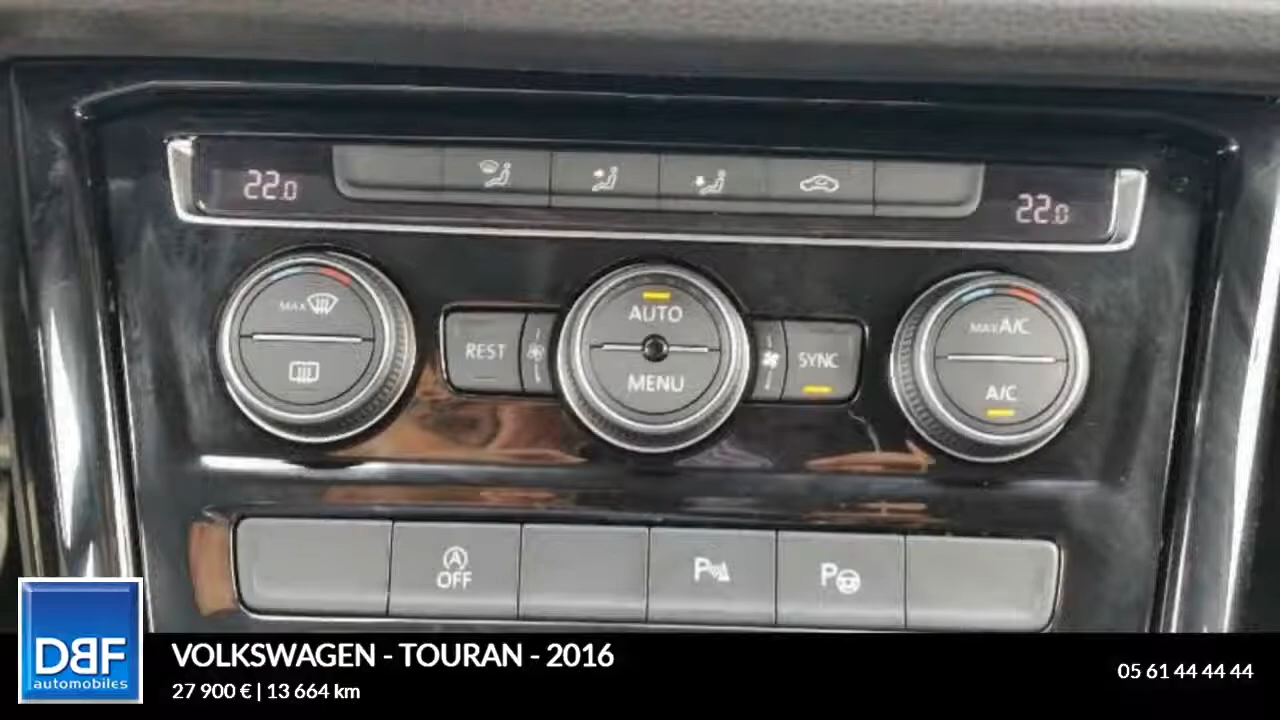 22.0
22.0
MAX
AUTO
MAX A/C
REST
SYNC
MENU
A/C
A
OFF
P
P
DBF
automobiles
VOLKSWAGEN - TOURAN - 2016
27 900 € | 13 664 km
05 61 44 44 44